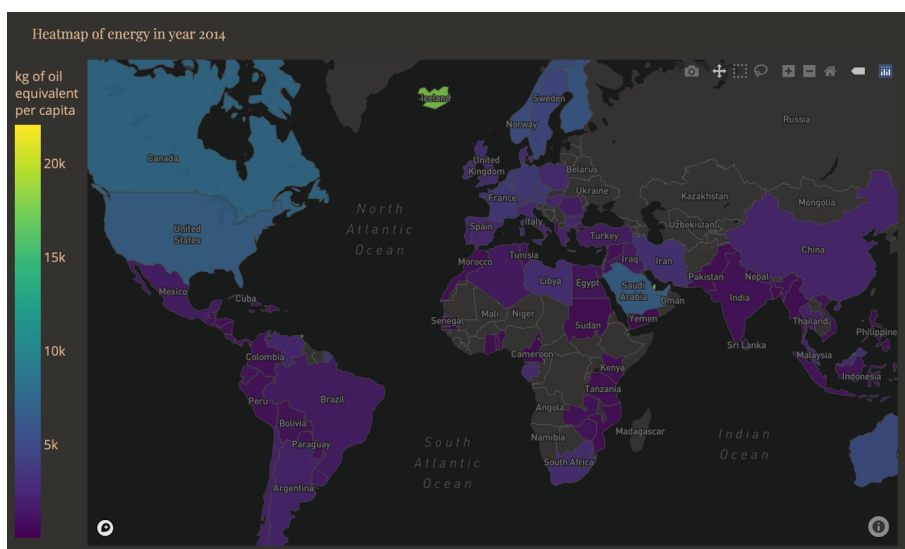 Heatmap of energy in year 2014
kg of oil
equivalent
per capita
20k
15k
10k
5k
Iceland
Sweden
Norway
Russia
Canada
United
Kingdom
Belarus
Ukraine
France
Kazakhstan
Mongolia
North
Atlantic
Ocean
United
States
Spain
Italy
Uzbekistan
Turkey
China
Morocco
Tunisia
Iraq
Iran
Libya
Egypt
Pakistan
Nepal
Mexico
Cuba
Saudi
Arabia
Oman
India
Senegal
Mali
Niger
Sudan
Yemen
Thailand
Philippine
Sri Lanka
Colombia
Cameroon
Kenya
Malaysia
Indonesia
Peru
Brazil
Tanzania
Bolivia
Angola
Paraguay
Namibia
Madagascar
South
Atlantic
Ocean
Indian
Ocean
South Africa
Argentina